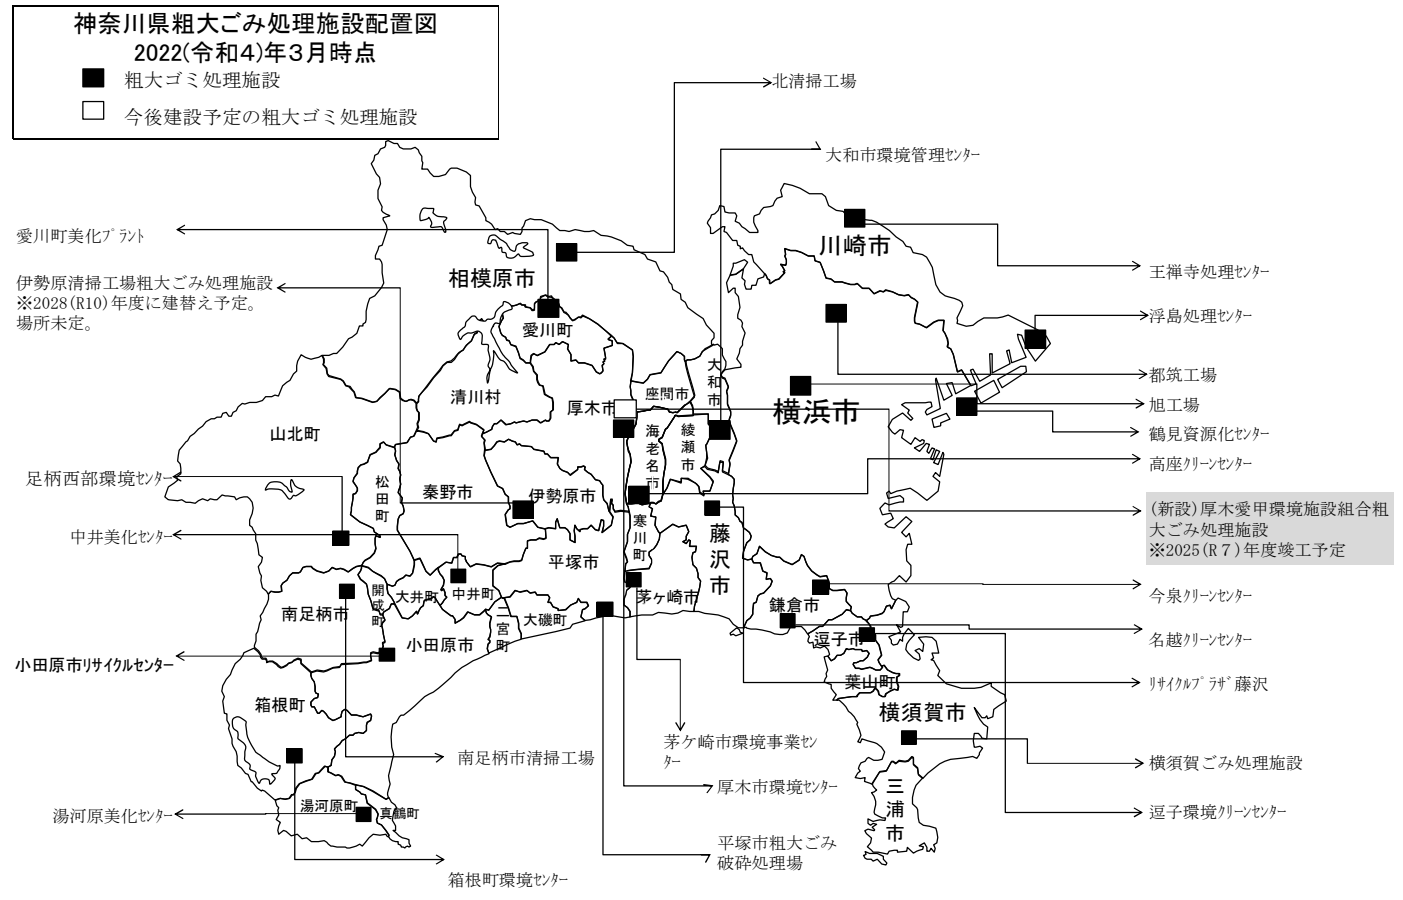 神奈川県粗大ごみ処理施設配置図
2022(令和4)年３月時点
粗大ゴミ処理施設
今後建設予定の粗大ゴミ処理施設
北清掃工場
大和市環境管理ｾﾝﾀｰ
愛川町美化ﾌﾟﾗﾝﾄ
伊勢原清掃工場粗大ごみ処理施設
※2028(R10)年度に建替え予定。
場所未定。
足柄西部環境ｾﾝﾀｰ
中井美化ｾﾝﾀｰ
小田原市ﾘｻｲｸﾙｾﾝﾀｰ
湯河原美化ｾﾝﾀｰ
箱根町環境ｾﾝﾀｰ
南足柄市清掃工場
茅ケ崎市環境事業ｾﾝ
ﾀｰ
厚木市環境ｾﾝﾀｰ
平塚市粗大ごみ
破砕処理場
王禅寺処理ｾﾝﾀｰ
浮島処理ｾﾝﾀｰ
都筑工場
旭工場
鶴見資源化ｾﾝﾀｰ
高座ｸﾘｰﾝｾﾝﾀｰ
(新設)厚木愛甲環境施設組合粗
大ごみ処理施設
※2025(R７)年度竣工予定
今泉ｸﾘｰﾝｾﾝﾀｰ
名越ｸﾘｰﾝｾﾝﾀｰ
ﾘｻｲｸﾙﾌﾟﾗｻﾞ藤沢
横須賀ごみ処理施設
逗子環境ｸﾘｰﾝｾﾝﾀｰ
川崎市
相模原市
愛川町
大和市
座間市
清川村
厚木市
横浜市
山北町
海老名市
綾瀬市
松田町
秦野市
伊勢原市
寒川町
藤沢市
平塚市
開成町
大井町
中井町
茅ヶ崎市
鎌倉市
南足柄市
二宮町
大磯町
小田原市
逗子市
葉山町
箱根町
横須賀市
湯河原町
真鶴町
三浦市